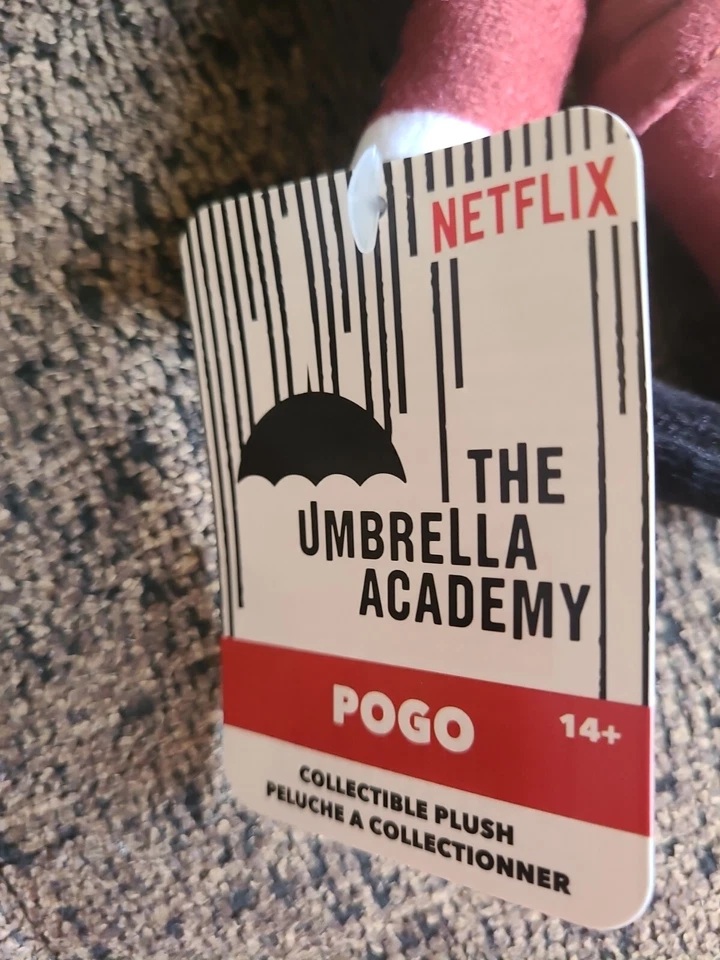 NETFLIX
THE
UMBRELLA
ACADEMY
POGO
14+
COLLECTIBLE PLUSH
PELUCHE A COLLECTIONNER